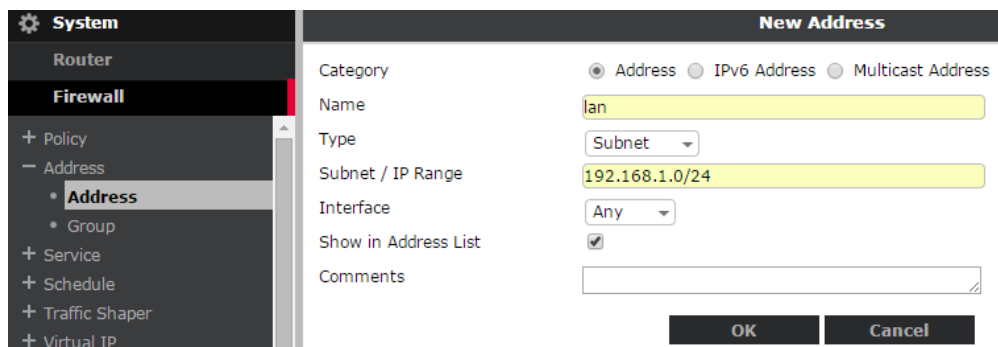 System
Router
Firewall
+ Policy
− Address
• Address
• Group
+ Service
+ Schedule
+ Traffic Shaper
+ Virtual IP
New Address
Category Address IPv6 Address Multicast Address
Name lan
Type Subnet
Subnet / IP Range 192.168.1.0/24
Interface Any
Show in Address List
Comments
OK Cancel